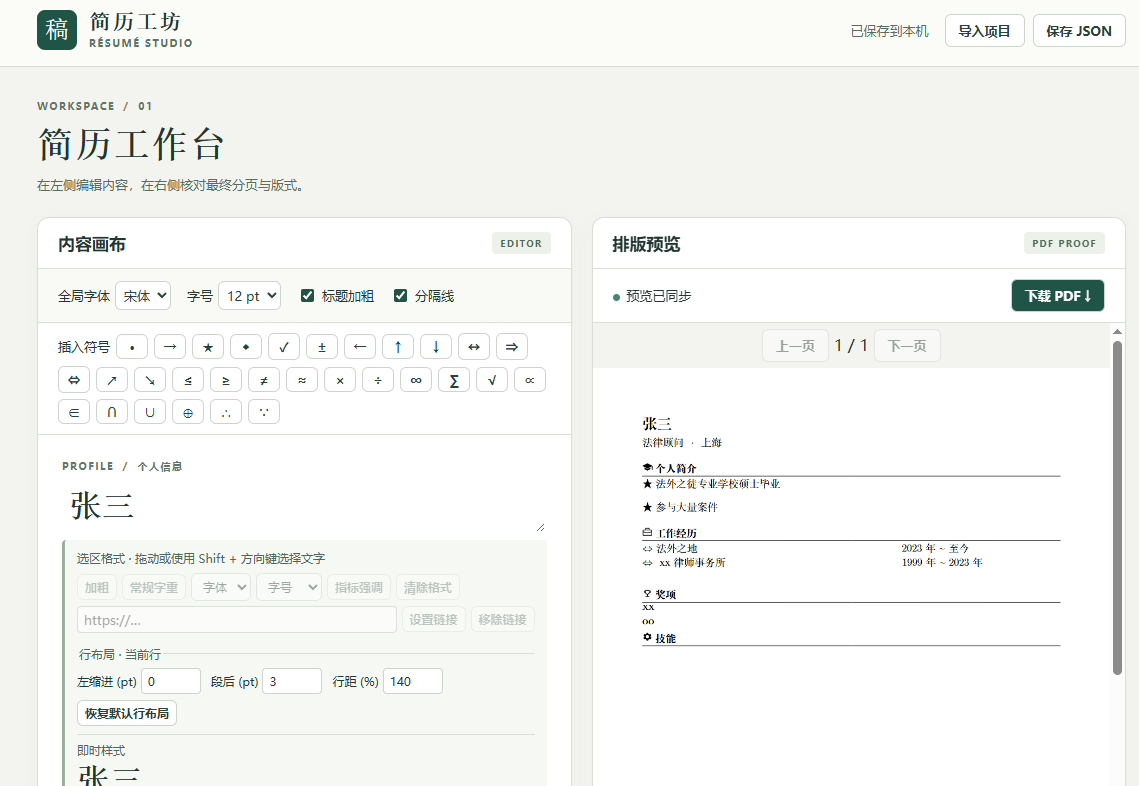 稿
简历工坊
RÉSUMÉ STUDIO
已保存到本机
导入项目
保存 JSON
WORKSPACE / 01
简历工作台
在左侧编辑内容，在右侧核对最终分页与版式。
内容画布
EDITOR
全局字体 宋体 字号 12 pt 标题加粗 分隔线
插入符号 • → ★ ◆ ✓ ± ← ↑ ↓ ↔ ⇒
⇔ ↗ ↘ ≤ ≥ ≠ ≈ × ÷ ∞ ∑ √ ∝
∈ ∩ ∪ ⊕ ∴ ∵
PROFILE / 个人信息
张三
选区格式 · 拖动或使用 Shift + 方向键选择文字
加粗 常规字重 字体 字号 指标强调 清除格式
https://... 设置链接 移除链接
行布局 · 当前行
左缩进 (pt) 0 段后 (pt) 3 行距 (%) 140
恢复默认行布局
即时样式
张三
排版预览
PDF PROOF
预览已同步
下载 PDF ↓
上一页 1 / 1 下一页
张三
法律顾问 · 上海
个人简介
★ 法外之徒专业学校硕士毕业
★ 参与大量案件
工作经历
⇔ 法外之地 2023 年 ~ 至今
⇔ xx 律师事务所 1999 年 ~ 2023 年
奖项
xx
oo
技能